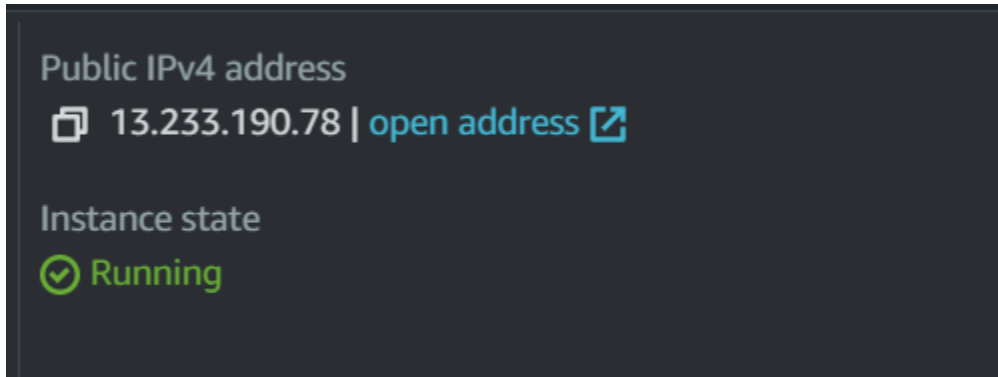 Public IPv4 address
13.233.190.78 | open address
Instance state
Running